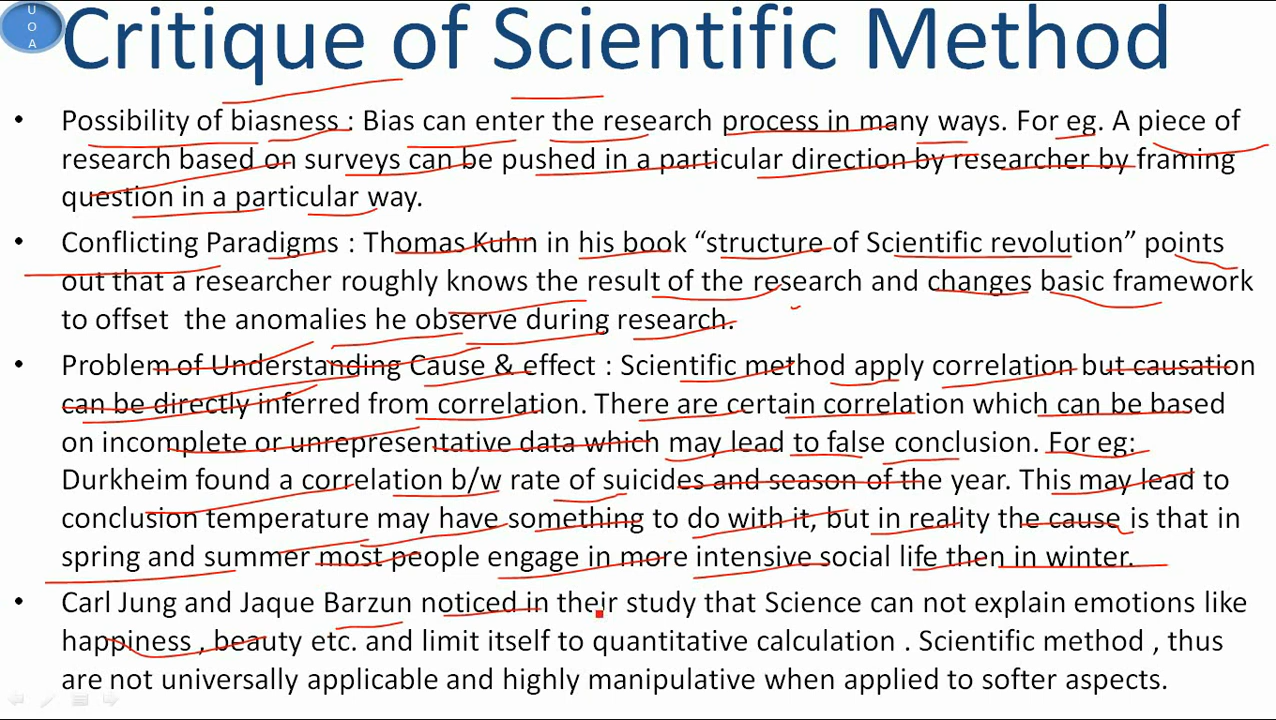 U
O
A
Critique of Scientific Method
• Possibility of biasness : Bias can enter the research process in many ways. For eg. A piece of
research based on surveys can be pushed in a particular direction by researcher by framing
question in a particular way.
• Conflicting Paradigms : Thomas Kuhn in his book “structure of Scientific revolution” points
out that a researcher roughly knows the result of the research and changes basic framework
to offset the anomalies he observe during research.
• Problem of Understanding Cause & effect : Scientific method apply correlation but causation
can be directly inferred from correlation. There are certain correlation which can be based
on incomplete or unrepresentative data which may lead to false conclusion. For eg:
Durkheim found a correlation b/w rate of suicides and season of the year. This may lead to
conclusion temperature may have something to do with it, but in reality the cause is that in
spring and summer most people engage in more intensive social life then in winter.
• Carl Jung and Jaque Barzun noticed in their study that Science can not explain emotions like
happiness , beauty etc. and limit itself to quantitative calculation . Scientific method , thus
are not universally applicable and highly manipulative when applied to softer aspects.